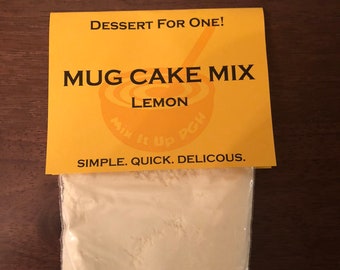 Dessert For One!
MUG CAKE MIX
Lemon
Mix It Up PGH
SIMPLE. QUICK. DELICOUS.